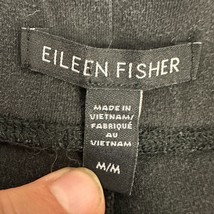 EILEEN FISHER
MADE IN
VIETNAM/
FABRIQUÉ
AU
VIETNAM
M/M